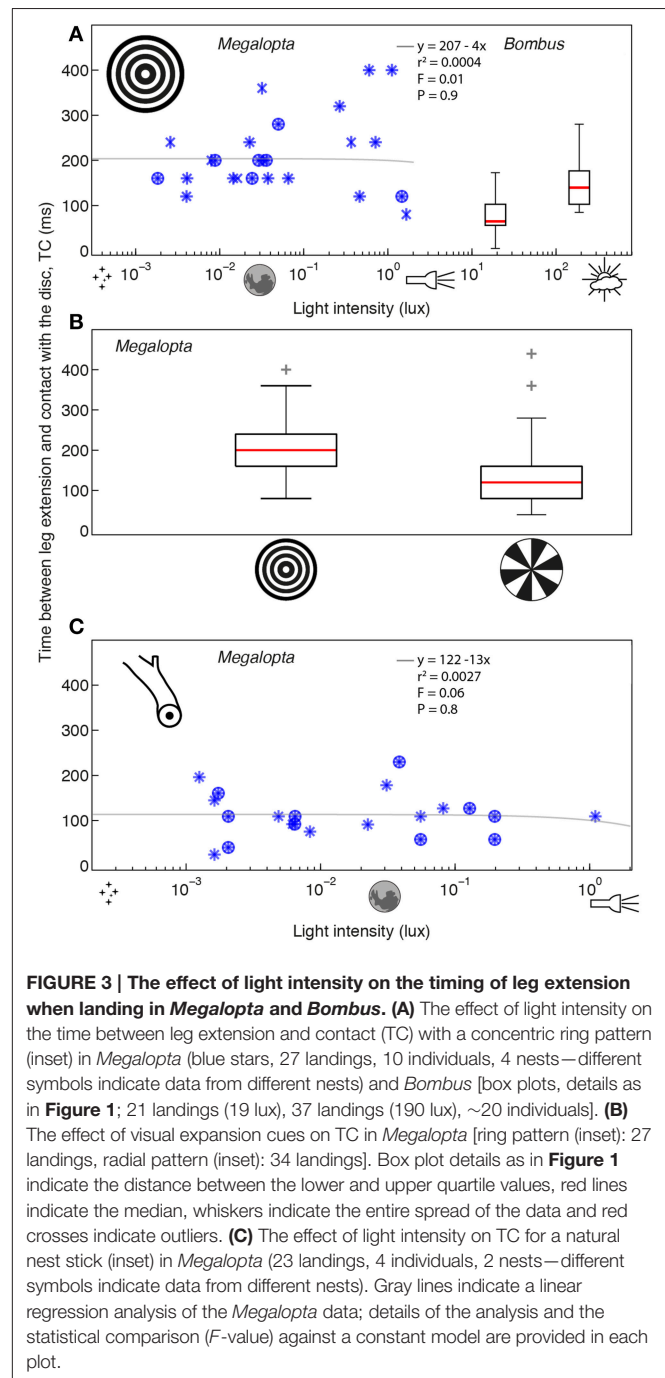 A
Megalopta
y = 207 - 4x
Bombus
r² = 0.0004
F = 0.01
P = 0.9
400
300
200
100
0
10⁻³
10⁻²
10⁻¹
10⁰
10¹
10²
Light intensity (lux)
Time between leg extension and contact with the disc, TC (ms)
B
Megalopta
400
300
200
100
0
C
Megalopta
y = 122 -13x
r² = 0.0027
F = 0.06
P = 0.8
400
300
200
100
0
10⁻³
10⁻²
10⁻¹
10⁰
Light intensity (lux)
FIGURE 3 | The effect of light intensity on the timing of leg extension
when landing in Megalopta and Bombus. (A) The effect of light intensity on
the time between leg extension and contact (TC) with a concentric ring pattern
(inset) in Megalopta (blue stars, 27 landings, 10 individuals, 4 nests—different
symbols indicate data from different nests) and Bombus [box plots, details as
in Figure 1; 21 landings (19 lux), 37 landings (190 lux), ~20 individuals]. (B)
The effect of visual expansion cues on TC in Megalopta [ring pattern (inset): 27
landings, radial pattern (inset): 34 landings]. Box plot details as in Figure 1
indicate the distance between the lower and upper quartile values, red lines
indicate the median, whiskers indicate the entire spread of the data and red
crosses indicate outliers. (C) The effect of light intensity on TC for a natural
nest stick (inset) in Megalopta (23 landings, 4 individuals, 2 nests—different
symbols indicate data from different nests). Gray lines indicate a linear
regression analysis of the Megalopta data; details of the analysis and the
statistical comparison (F-value) against a constant model are provided in each
plot.